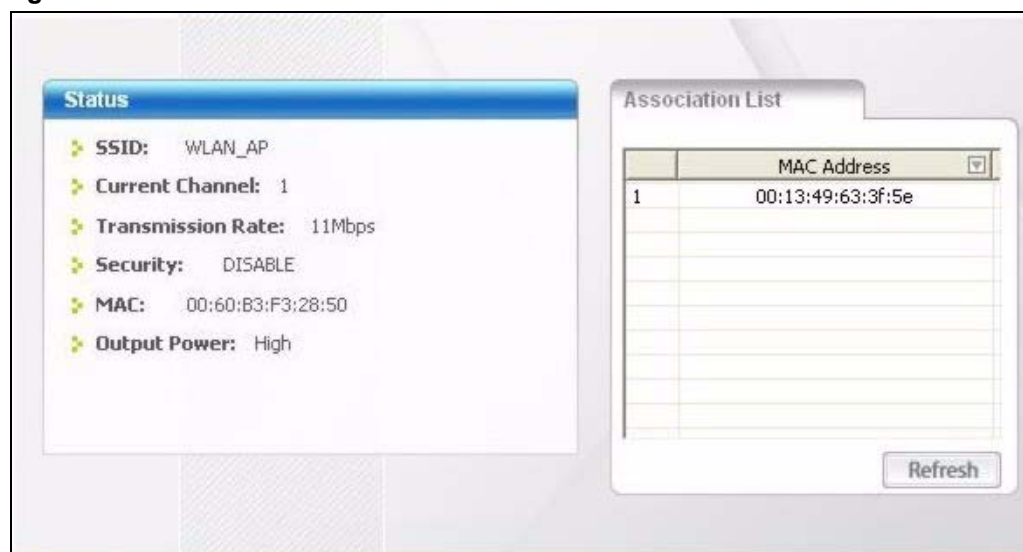 Status
SSID: WLAN_AP
Current Channel: 1
Transmission Rate: 11Mbps
Security: DISABLE
MAC: 00:60:B3:F3:28:50
Output Power: High
Association List
MAC Address
1 00:13:49:63:3f:5e
Refresh